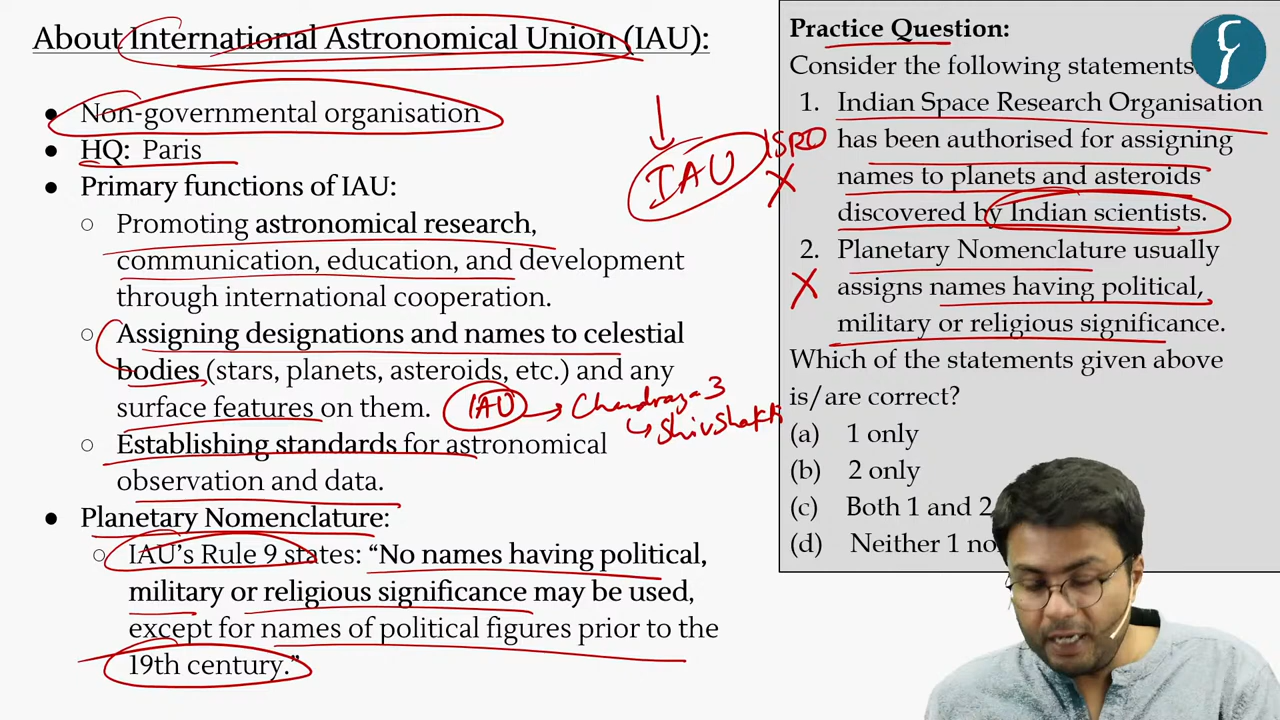 About International Astronomical Union (IAU):
● Non-governmental organisation
● HQ: Paris
● Primary functions of IAU:
○ Promoting astronomical research,
communication, education, and development
through international cooperation.
○ Assigning designations and names to celestial
bodies (stars, planets, asteroids, etc.) and any
surface features on them.
○ Establishing standards for astronomical
observation and data.
● Planetary Nomenclature:
○ IAU's Rule 9 states: “No names having political,
military or religious significance may be used,
except for names of political figures prior to the
19th century.”
IAU
ISRO
X
IAU → Chandraya-3
↳ ShivShakti
Practice Question:
Consider the following statements
1. Indian Space Research Organisation
has been authorised for assigning
names to planets and asteroids
discovered by Indian scientists.
2. Planetary Nomenclature usually
X
assigns names having political,
military or religious significance.
Which of the statements given above
is/are correct?
(a) 1 only
(b) 2 only
(c) Both 1 and 2
(d) Neither 1 no